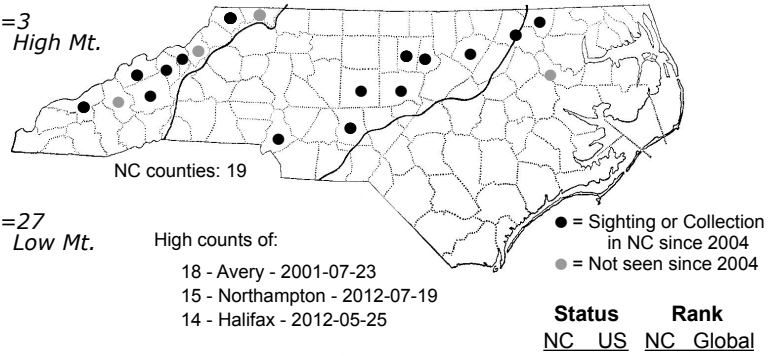 =3
High Mt.
NC counties: 19
=27
Low Mt.
High counts of:
18 - Avery - 2001-07-23
15 - Northampton - 2012-07-19
14 - Halifax - 2012-05-25
● = Sighting or Collection
in NC since 2004
● = Not seen since 2004
Status Rank
NC US NC Global